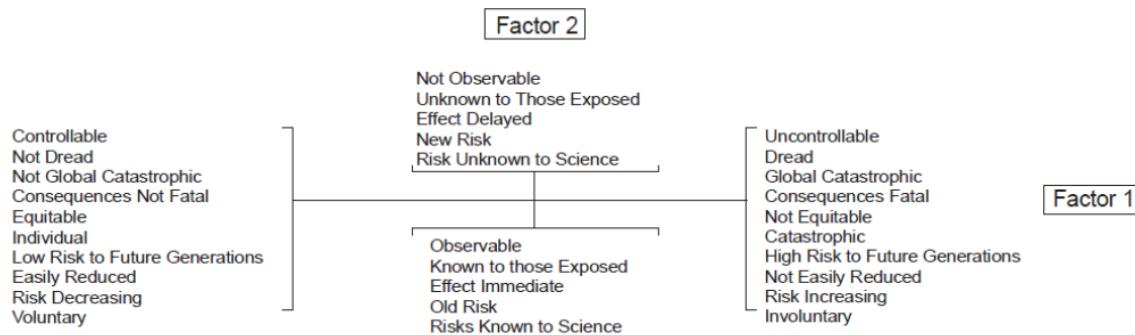 Factor 2
Not Observable
Unknown to Those Exposed
Effect Delayed
New Risk
Risk Unknown to Science
Controllable
Not Dread
Not Global Catastrophic
Consequences Not Fatal
Equitable
Individual
Low Risk to Future Generations
Easily Reduced
Risk Decreasing
Voluntary
Uncontrollable
Dread
Global Catastrophic
Consequences Fatal
Not Equitable
Catastrophic
High Risk to Future Generations
Not Easily Reduced
Risk Increasing
Involuntary
Factor 1
Observable
Known to those Exposed
Effect Immediate
Old Risk
Risks Known to Science